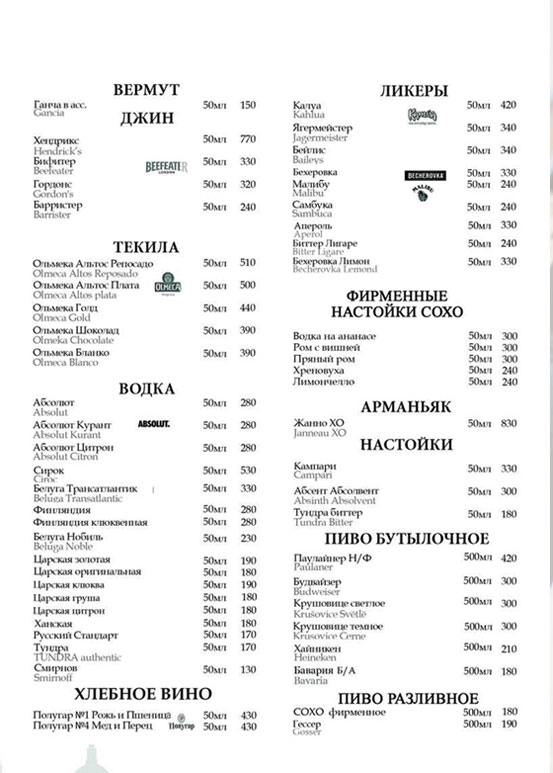 ВЕРМУТ
Ганча в асс. 50мл 150
Gancia
ДЖИН
Хендрикс 50мл 770
Hendrick's
Бифитер 50мл 330
Beefeater
BEEFEATER
LONDON
Гордонс 50мл 320
Gordon's
Барристер 50мл 240
Barrister
ТЕКИЛА
Ольмека Альтос Репосадо 50мл 510
Olmeca Altos Reposado
Ольмека Альтос Плата 50мл 500
Olmeca Altos plata
OLMECA
Ольмека Голд 50мл 440
Olmeca Gold
Ольмека Шоколад 50мл 390
Olmeka Chocolate
Ольмека Бланко 50мл 390
Olmeca Blanco
ВОДКА
Абсолют 50мл 280
Absolut
Абсолют Курант 50мл 280
Absolut Kurant
ABSOLUT.
Абсолют Цитрон 50мл 280
Absolut Citron
Сирок 50мл 530
Ciroc
Белуга Трансатлантик 50мл 330
Beluga Transatlantic
Финляндия 50мл 280
Финляндия клюквенная 50мл 280
Белуга Нобиль 50мл 230
Beluga Noble
Царская золотая 50мл 190
Царская оригинальная 50мл 180
Царская клюква 50мл 190
Царская груша 50мл 180
Царская цитрон 50мл 180
Ханская 50мл 180
Русский Стандарт 50мл 170
Тундра 50мл 170
TUNDRA authentic
Смирнов 50мл 130
Smirnoff
ХЛЕБНОЕ ВИНО
Полугар №1 Рожь и Пшеница 50мл 430
Полугар №4 Мед и Перец 50мл 430
Полугар
ЛИКЕРЫ
Калуа 50мл 420
Kahlua
Kahlúa
Ягермейстер 50мл 340
Jagermeister
Бейлис 50мл 340
Baileys
Бехеровка 50мл 330
BECHEROVKA
Малибу 50мл 240
Malibu
MALIBU
Самбука 50мл 240
Sambuca
Апероль 50мл 330
Aperol
Биттер Лигаре 50мл 240
Bitter Ligare
Бехеровка Лимон 50мл 330
Becherovka Lemond
ФИРМЕННЫЕ
НАСТОЙКИ СОХО
Водка на ананасе 50мл 300
Ром с вишней 50мл 300
Пряный ром 50мл 300
Хреновуха 50мл 240
Лимончелло 50мл 240
АРМАНЬЯК
Жанно ХО 50мл 830
Janneau XO
НАСТОЙКИ
Кампари 50мл 330
Campari
Абсент Абсолвент 50мл 300
Absinth Absolvent
Тундра биттер 50мл 180
Tundra Bitter
ПИВО БУТЫЛОЧНОЕ
Паулайнер Н/Ф 500мл 420
Paulaner
Будвайзер 500мл 300
Budweiser
Крушовице светлое 500мл 300
Krušovice Světlé
Крушовице темное 500мл 300
Krušovice Cerne
Хайникен 500мл 210
Heineken
Бавария Б/А 500мл 180
Bavaria
ПИВО РАЗЛИВНОЕ
СОХО фирменное 500мл 180
Гессер 500мл 190
Gosser